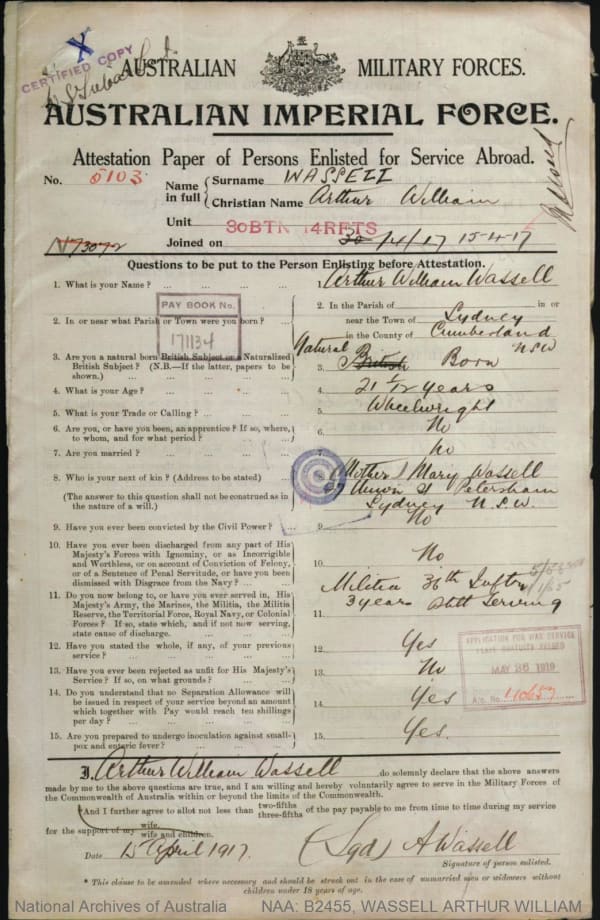 CERTIFIED COPY
AUSTRALIAN MILITARY FORCES.
AUSTRALIAN IMPERIAL FORCE.
Attestation Paper of Persons Enlisted for Service Abroad.
No. 5103
Name in full { Surname WASSELL
Christian Name Arthur William
Unit 30BTN 14RFTS
N73072 Joined on 30/4/17 15-4-17
Questions to be put to the Person Enlisting before Attestation.
1. What is your Name? ... ... ... ... 1. Arthur William Wassell
PAY BOOK No.
171134
2. In or near what Parish or Town were you born? ... 2. In the Parish of in or
near the Town of Sydney
in the County of Cumberland
NSW
3. Are you a natural born British Subject or a Naturalized
British Subject? (N.B.—If the latter, papers to be
shown.) ... ... ... ... 3. Natural British Born
4. What is your Age? ... ... ... 4. 21 1/12 years
5. What is your Trade or Calling? ... ... 5. Wheelwright
6. Are you, or have you been, an apprentice? If so, where,
to whom, and for what period? ... ... No
7. Are you married? ... ... ... 7. No
8. Who is your next of kin? (Address to be stated) 8. (Mother) Mary Wassell
St Petersham
(The answer to this question shall not be construed as in
the nature of a will.) Sydney N.S.W.
9. Have you ever been convicted by the Civil Power? ... 9. No
10. Have you ever been discharged from any part of His
Majesty's Forces with Ignominy, or as Incorrigible
and Worthless, or on account of Conviction of Felony,
or of a Sentence of Penal Servitude, or have you been
dismissed with Disgrace from the Navy? ... ... 10. No
11. Do you now belong to, or have you ever served in, His
Majesty's Army, the Marines, the Militia, the Militia
Reserve, the Territorial Force, Royal Navy, or Colonial
Forces? If so, state which, and if not now serving,
state cause of discharge. ... ... 11. Militia 36th Inftry
3 years still serving
12. Have you stated the whole, if any, of your previous
service? ... ... ... 12. Yes
13. Have you ever been rejected as unfit for His Majesty's
Service? If so, on what grounds? ... ... 13. No
14. Do you understand that no Separation Allowance will
be issued in respect of your service beyond an amount
which together with Pay would reach ten shillings
per day? ... ... ... 14. Yes
15. Are you prepared to undergo inoculation against small-
pox and enteric fever? ... ... 15. Yes.
APPLICATION FOR WAR SERVICE
MAY 1919
No. 40657
I, Arthur William Wassell do solemnly declare that the above answers
made by me to the above questions are true, and I am willing and hereby voluntarily agree to serve in the Military Forces of
the Commonwealth of Australia within or beyond the limits of the Commonwealth.
*And I further agree to allot not less than two-fifths three-fifths of the pay payable to me from time to time during my service
for the support of my wife. wife and children.
Date 15 April 1917. (Sgd) A Wassell
Signature of person enlisted.
* This clause to be amended where necessary and should be struck out in the case of unmarried men or widowers without
children under 18 years of age.
National Archives of Australia NAA: B2455, WASSELL ARTHUR WILLIAM